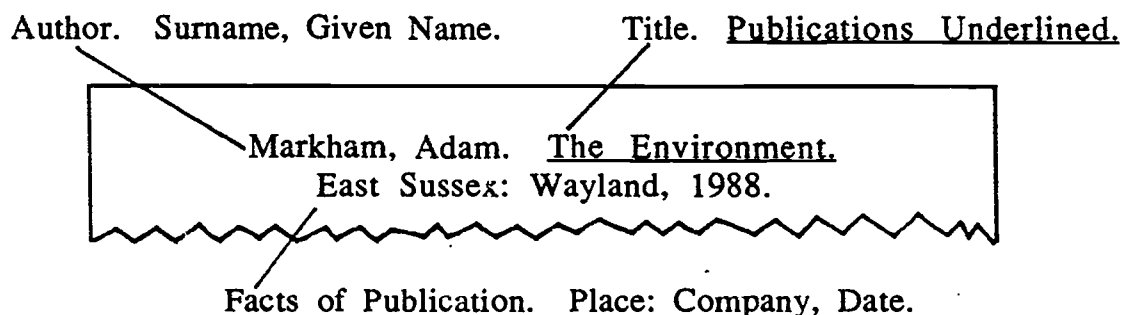 Author. Surname, Given Name. Title. Publications Underlined.
Markham, Adam. The Environment.
East Sussex: Wayland, 1988.
Facts of Publication. Place: Company, Date.